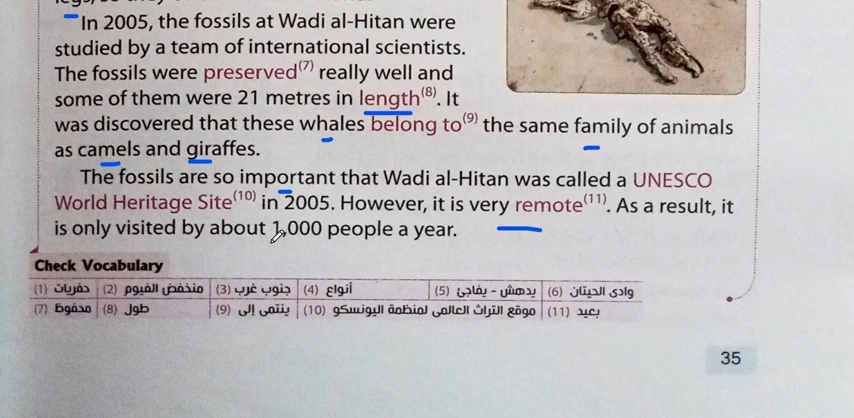 In 2005, the fossils at Wadi al-Hitan were
studied by a team of international scientists.
The fossils were preserved(7) really well and
some of them were 21 metres in length(8). It
was discovered that these whales belong to(9) the same family of animals
as camels and giraffes.
The fossils are so important that Wadi al-Hitan was called a UNESCO
World Heritage Site(10) in 2005. However, it is very remote(11). As a result, it
is only visited by about 1,000 people a year.
Check Vocabulary
(1) حفريات (2) منخفض الفيوم (3) جنوب غرب (4) أنواع (5) يدهش - يفاجئ (6) وادى الحيتان
(7) محفوظ (8) طول (9) ينتمى إلى (10) موقع التراث العالمى لمنظمة اليونسكو (11) بعيد
35